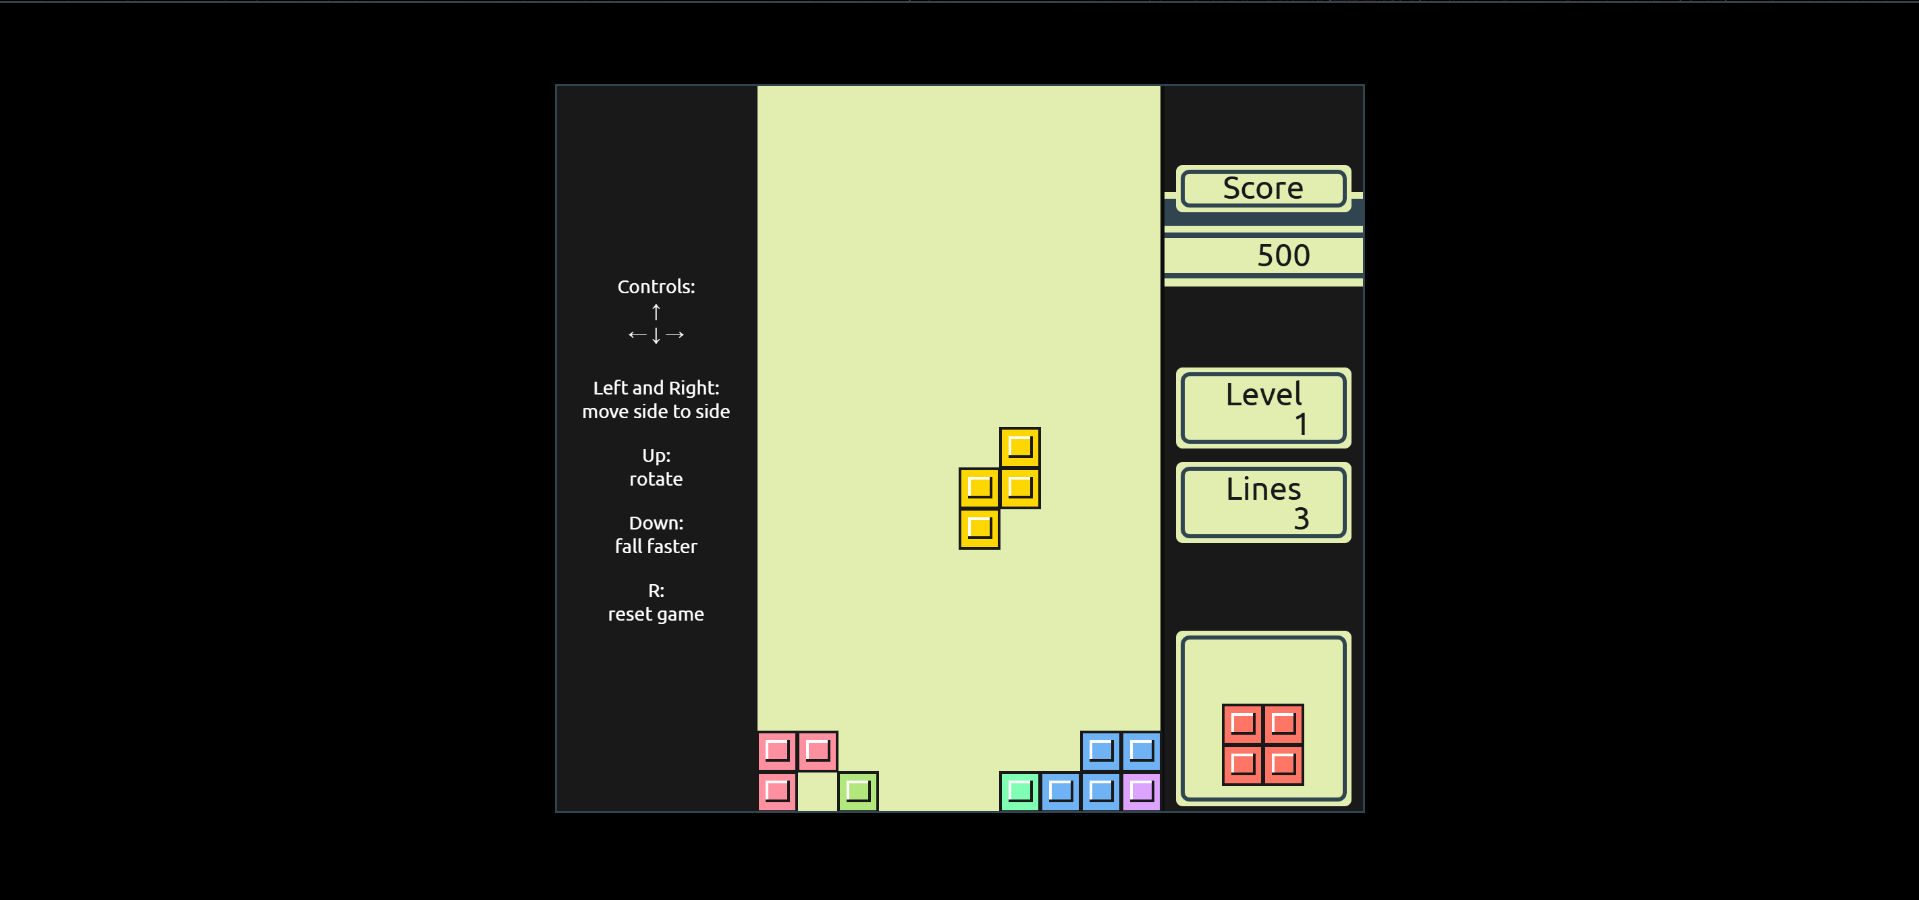 Controls:
↑
←↓→
Left and Right:
move side to side
Up:
rotate
Down:
fall faster
R:
reset game
Score
500
Level
1
Lines
3